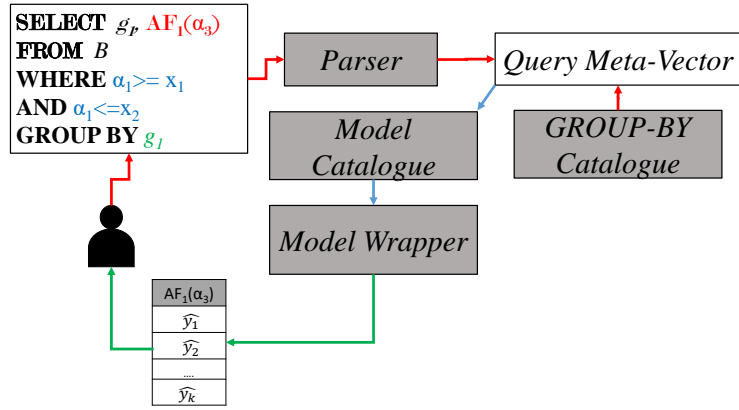 SELECT g₁, AF₁(α₃)
FROM B
WHERE α₁>= x₁
AND α₁<=x₂
GROUP BY g₁
Parser
Query Meta-Vector
Model
Catalogue
GROUP-BY
Catalogue
Model Wrapper
AF₁(α₃)
ŷ₁
ŷ₂
....
ŷₖ